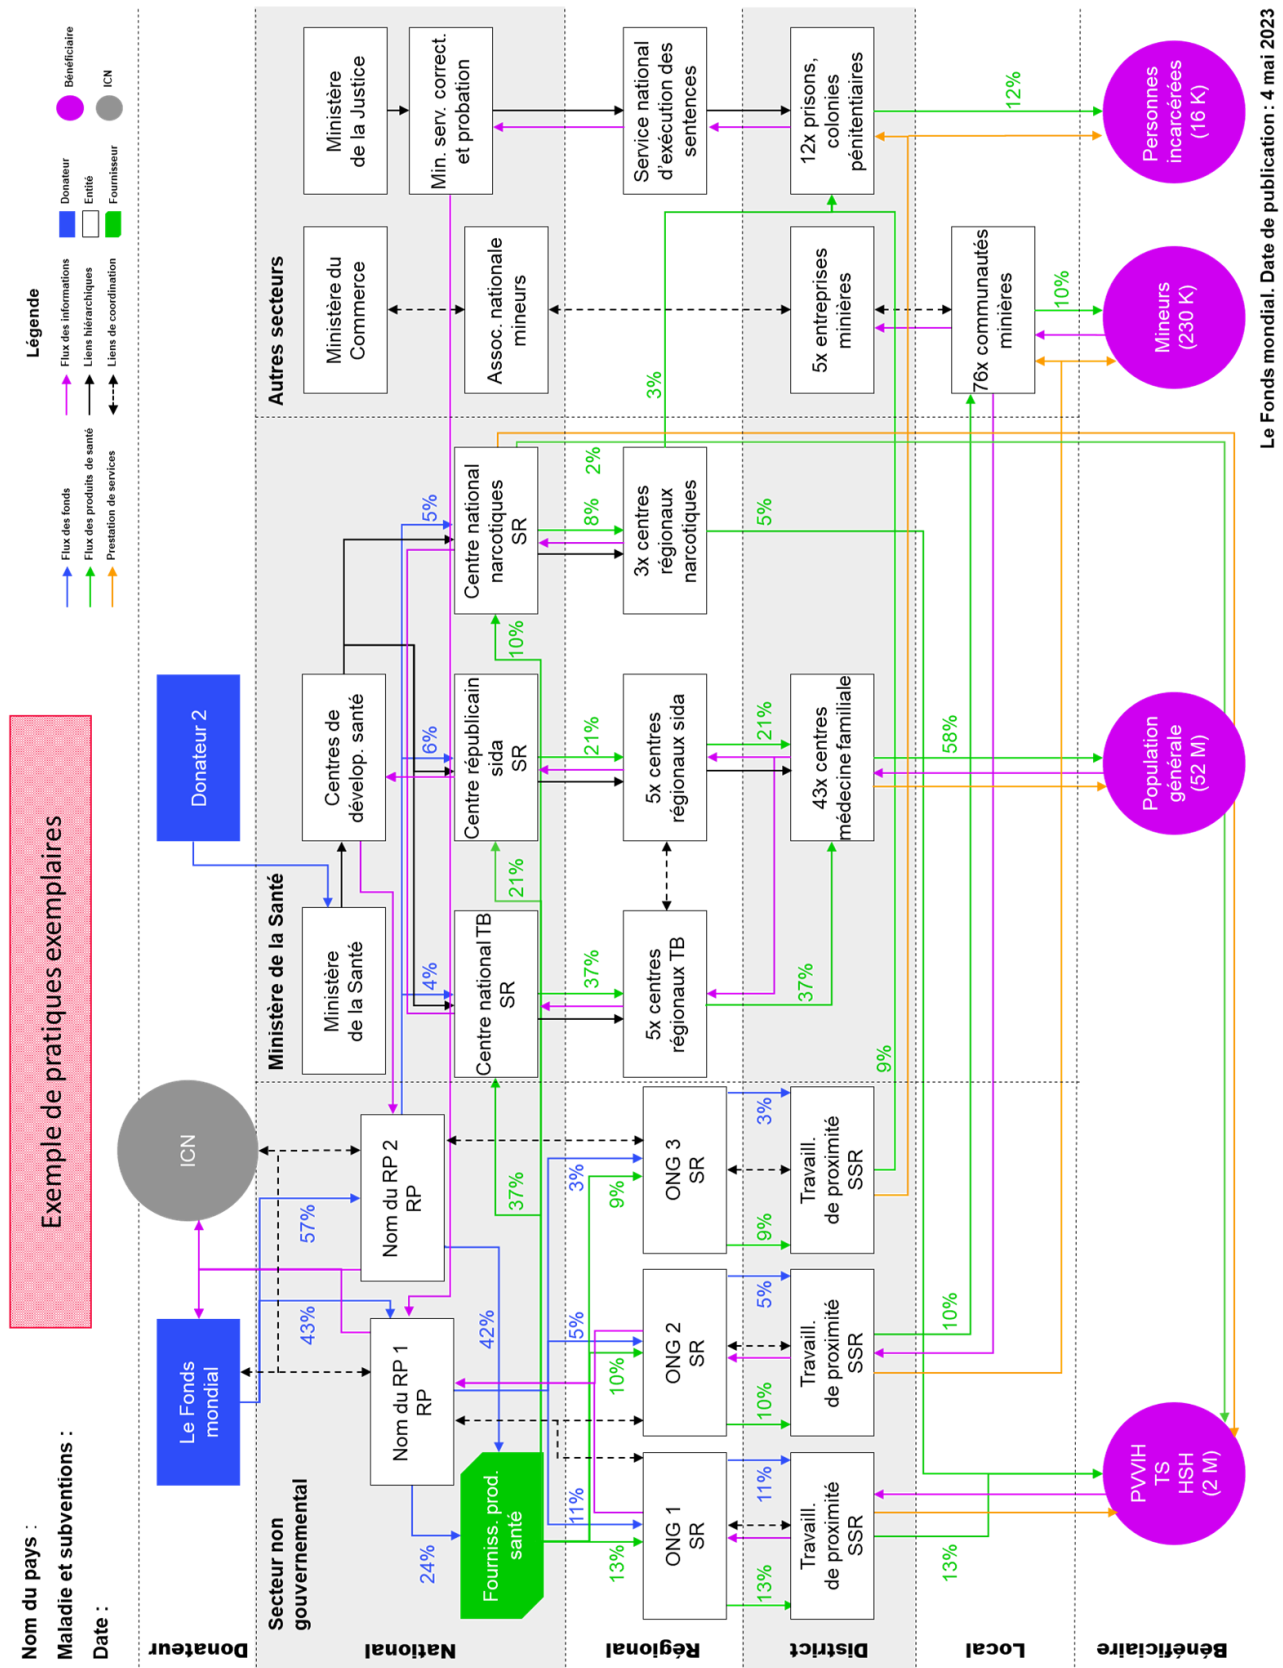 Nom du pays :
Maladie et subventions :
Date :
Exemple de pratiques exemplaires
Légende
Flux des fonds
Flux des produits de santé
Prestation de services
Flux des informations
Liens hiérarchiques
Liens de coordination
Donateur
Entité
Fournisseur
Bénéficiaire
ICN
Donateur
National
Régional
District
Local
Bénéficiaire
Secteur non
gouvernemental
Ministère de la Santé
Autres secteurs
Le Fonds
mondial
ICN
Donateur 2
43%
57%
Nom du RP 1
RP
Nom du RP 2
RP
Ministère
de la Santé
Centres de
dévelop. santé
Ministère du
Commerce
Ministère
de la Justice
24%
42%
4%
6%
5%
Fourniss. prod.
santé
Centre national TB
SR
Centre républicain
sida
SR
Centre national
narcotiques
SR
Assoc. nationale
mineurs
Min. serv. correct.
et probation
37%
21%
10%
11%
5%
3%
13%
10%
9%
37%
21%
8%
2%
ONG 1
SR
ONG 2
SR
ONG 3
SR
5x centres
régionaux TB
5x centres
régionaux sida
3x centres
régionaux
narcotiques
Service national
d'exécution des
sentences
3%
13%
11%
10%
5%
9%
3%
37%
21%
5%
Travaill.
de proximité
SSR
Travaill.
de proximité
SSR
Travaill.
de proximité
SSR
43x centres
médecine familiale
5x entreprises
minières
12x prisons,
colonies
pénitentiaires
9%
13%
10%
58%
76x communautés
minières
10%
12%
PVVIH
TS
HSH
(2 M)
Population
générale
(52 M)
Mineurs
(230 K)
Personnes
incarcérées
(16 K)
Le Fonds mondial. Date de publication : 4 mai 2023